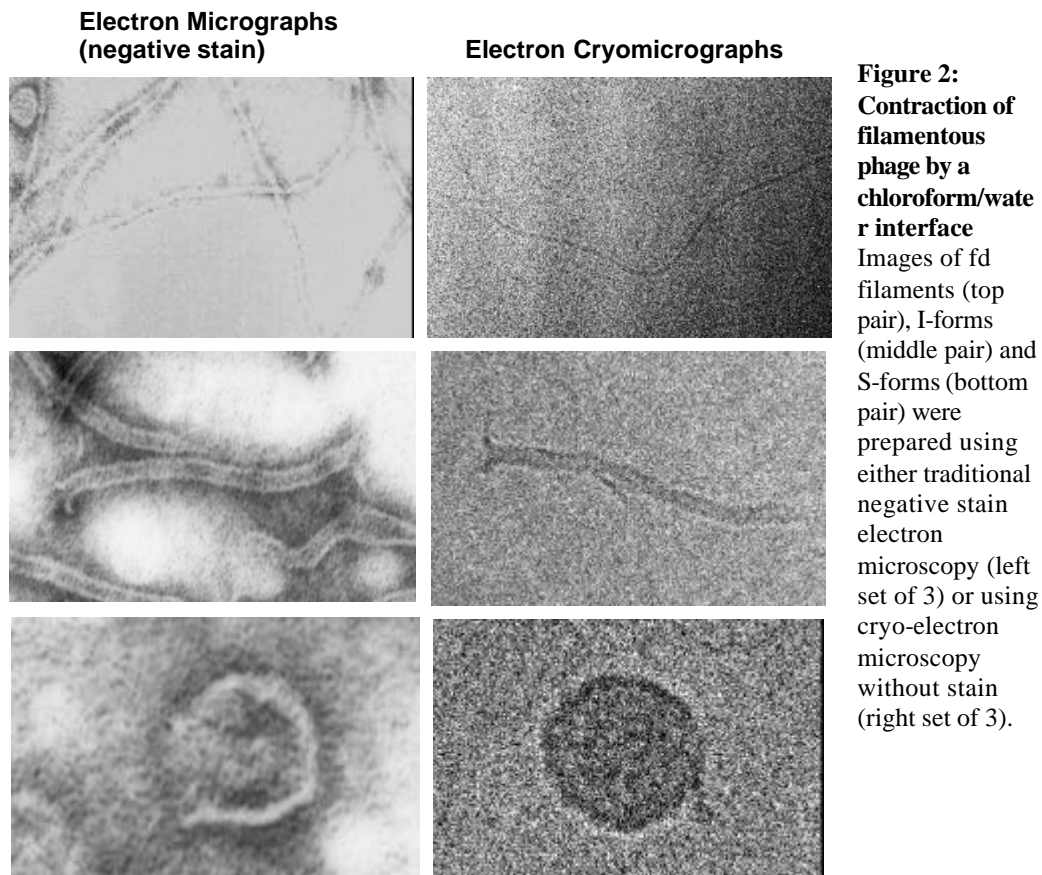 Electron Micrographs
(negative stain)
Electron Cryomicrographs
Figure 2:
Contraction of
filamentous
phage by a
chloroform/wate
r interface
Images of fd
filaments (top
pair), I-forms
(middle pair) and
S-forms (bottom
pair) were
prepared using
either traditional
negative stain
electron
microscopy (left
set of 3) or using
cryo-electron
microscopy
without stain
(right set of 3).